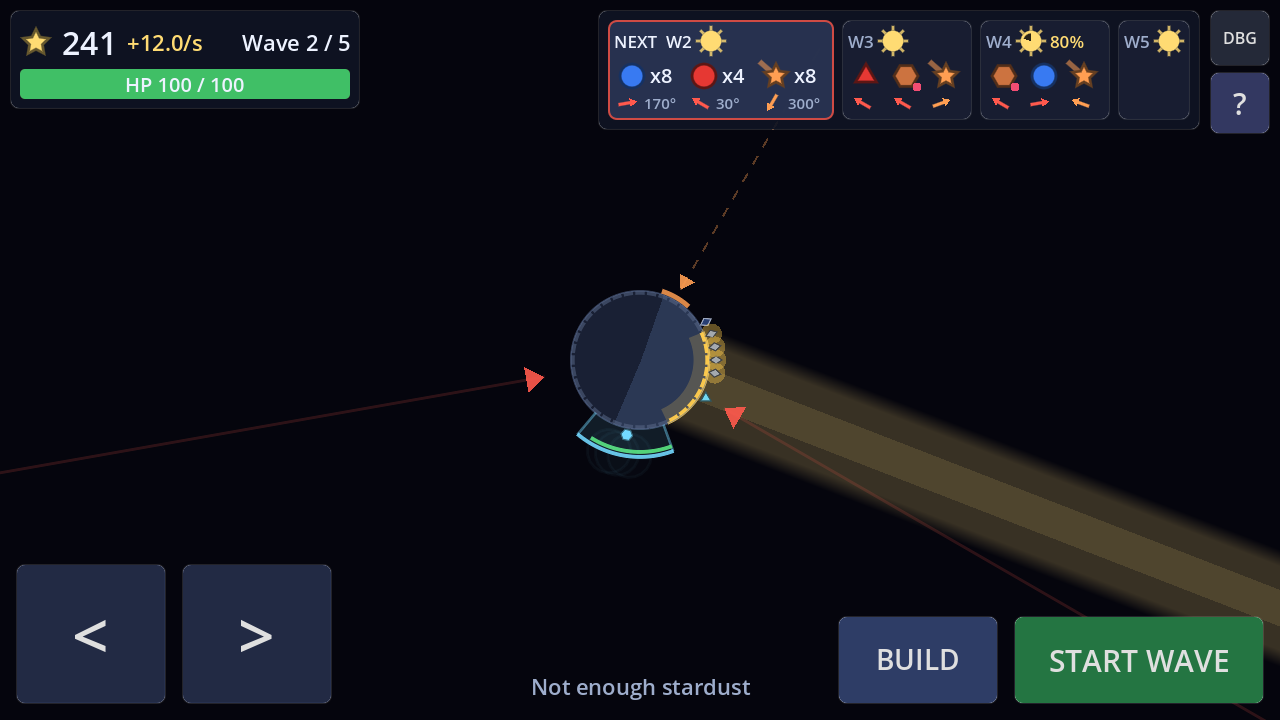 241 +12.0/s Wave 2 / 5
HP 100 / 100
NEXT W2
x8 x4 x8
170° 30° 300°
W3
W4 80%
W5
DBG
?
< >
Not enough stardust
BUILD
START WAVE